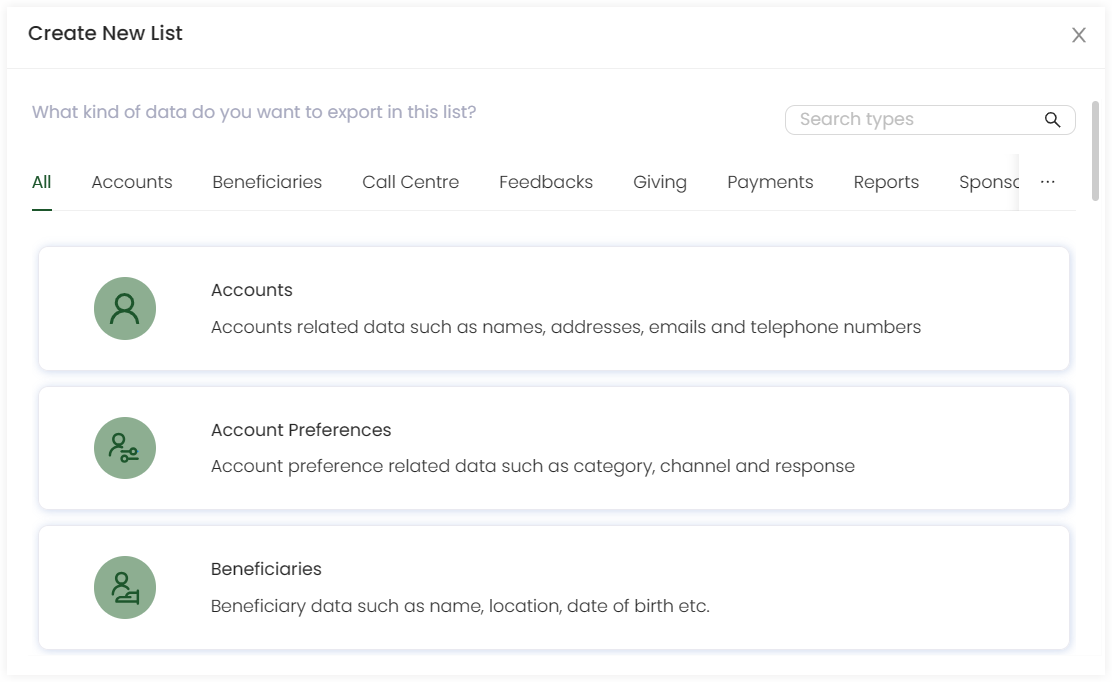 Create New List
What kind of data do you want to export in this list?
Search types
All Accounts Beneficiaries Call Centre Feedbacks Giving Payments Reports Sponso ···
Accounts
Accounts related data such as names, addresses, emails and telephone numbers
Account Preferences
Account preference related data such as category, channel and response
Beneficiaries
Beneficiary data such as name, location, date of birth etc.